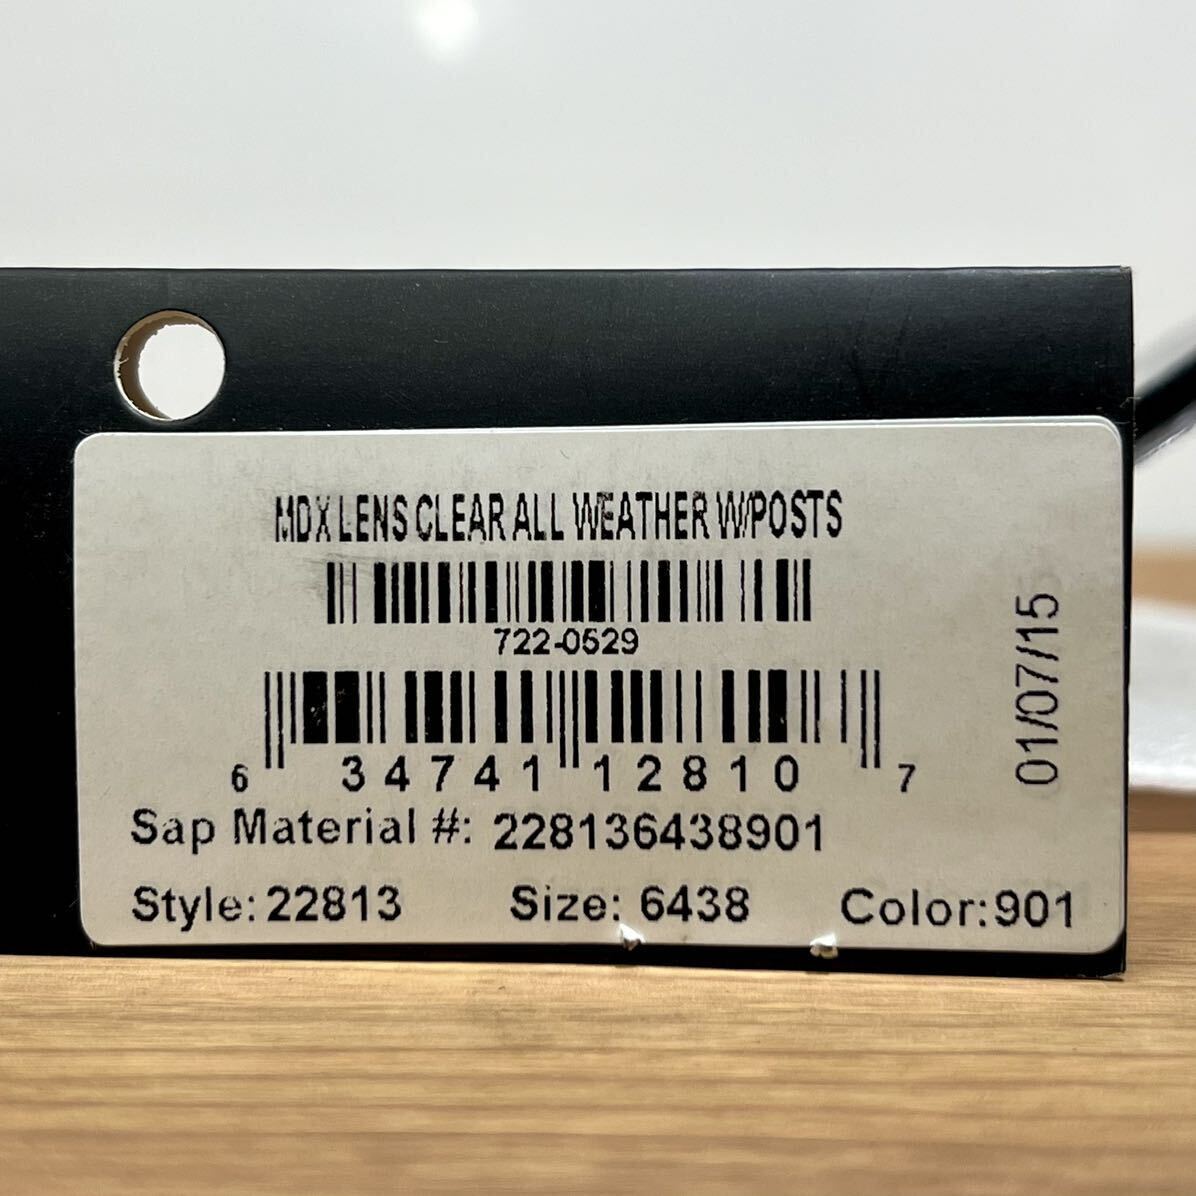 MDX LENS CLEAR ALL WEATHER W/POSTS
722-0529
6 34741 12810 7
Sap Material #: 228136438901
Style: 22813 Size: 6438 Color: 901
01/07/15